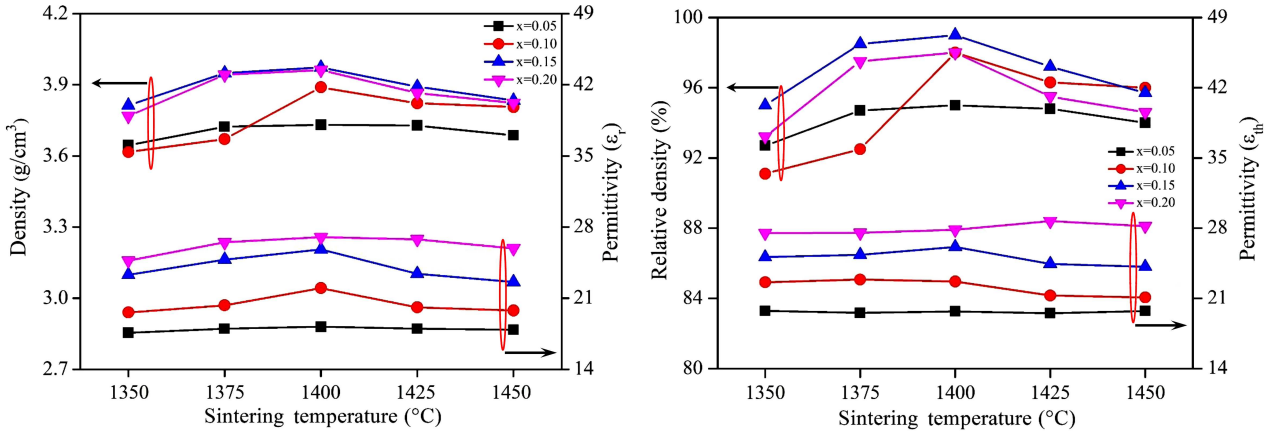 4.2
3.9
3.6
3.3
3.0
2.7
Density (g/cm³)
49
42
35
28
21
14
Permittivity (εr)
x=0.05
x=0.10
x=0.15
x=0.20
1350 1375 1400 1425 1450
Sintering temperature (°C)
100
96
92
88
84
80
Relative density (%)
49
42
35
28
21
14
Permittivity (εth)
x=0.05
x=0.10
x=0.15
x=0.20
1350 1375 1400 1425 1450
Sintering temperature (°C)